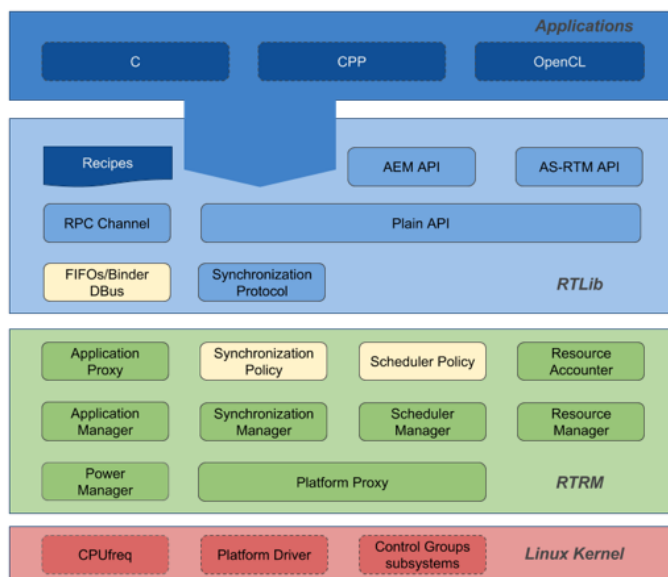 Applications
C
CPP
OpenCL
Recipes
AEM API
AS-RTM API
RPC Channel
Plain API
FIFOs/Binder
DBus
Synchronization
Protocol
RTLib
Application
Proxy
Synchronization
Policy
Scheduler Policy
Resource
Accounter
Application
Manager
Synchronization
Manager
Scheduler
Manager
Resource
Manager
Power
Manager
Platform Proxy
RTRM
CPUfreq
Platform Driver
Control Groups
subsystems
Linux Kernel